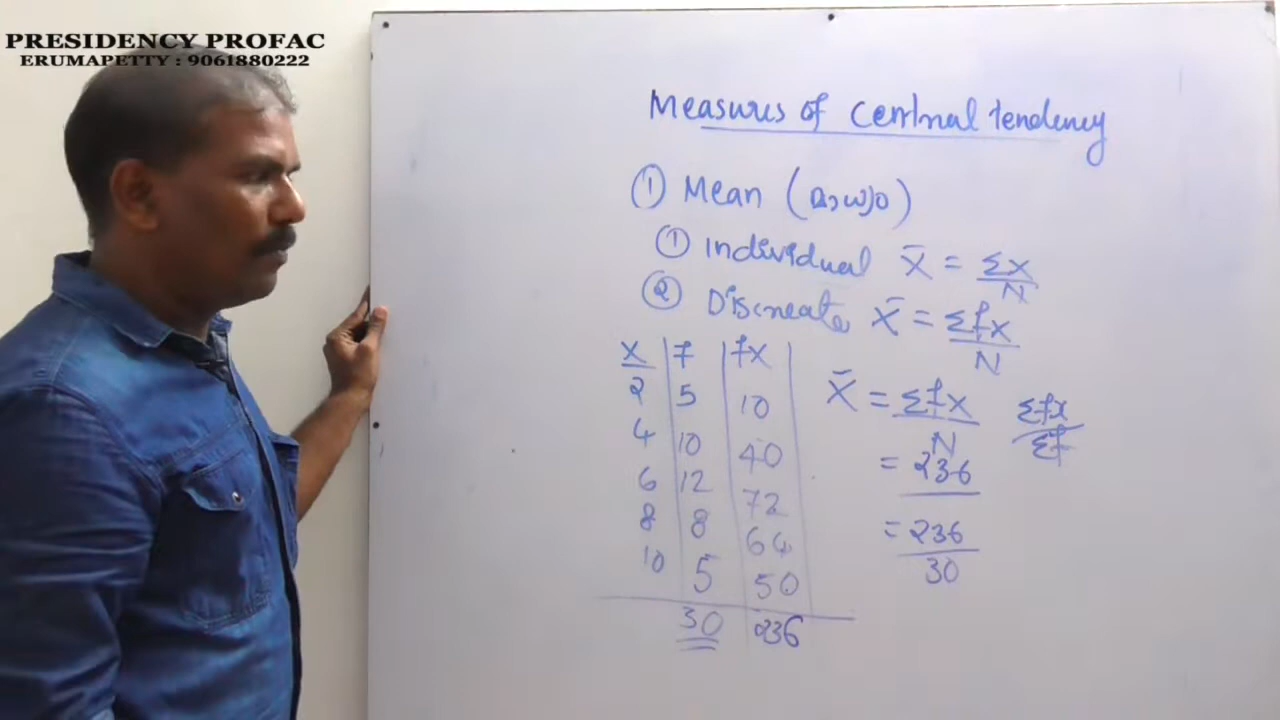 PRESIDENCY PROFAC
ERUMAPETTY : 9061880222
Measures of Central tendency
① Mean (മാധ്യം)
① Individual X̄ = Σx/N
② Discreate X̄ = Σfx/N
x f fx
2 5 10
4 10 40
6 12 72
8 8 64
10 5 50
30 236
X̄ = Σfx/N Σfx/Σf
= 236
= 236/30